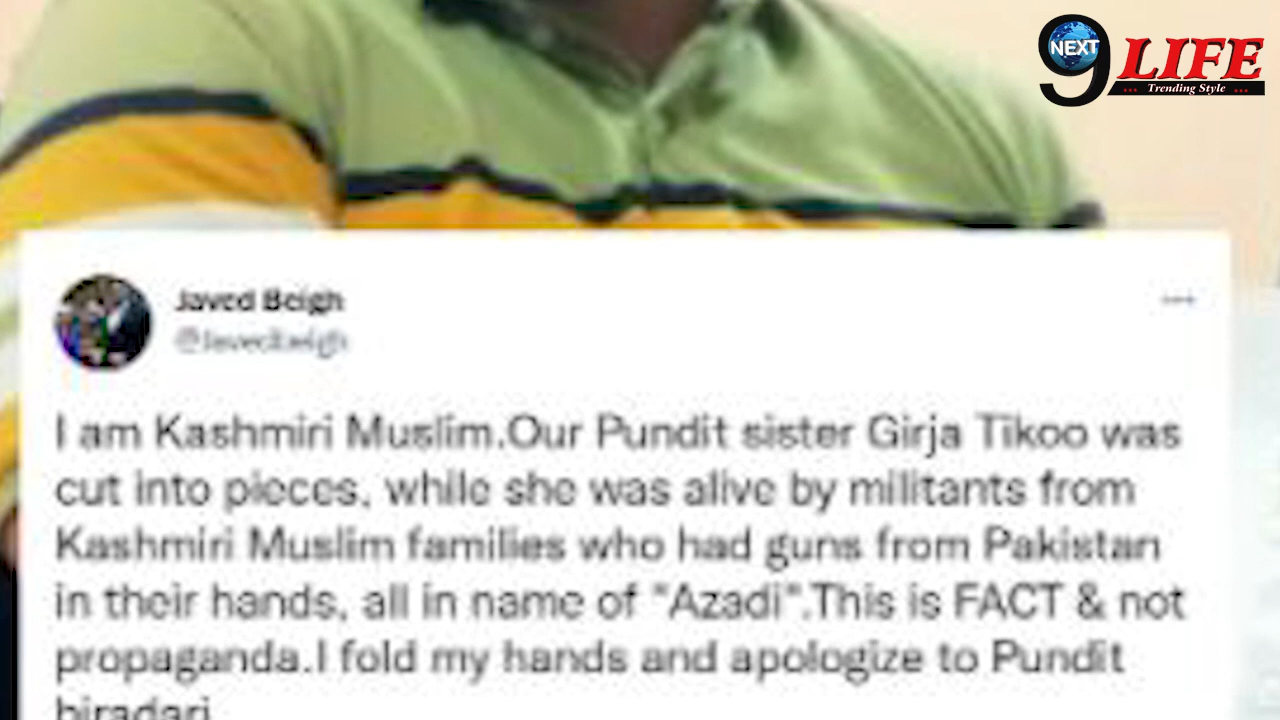 NEXT
9 LIFE
... Trending Style ...
Javed Beigh
@Javedbeigh
...
I am Kashmiri Muslim.Our Pundit sister Girja Tikoo was
cut into pieces, while she was alive by militants from
Kashmiri Muslim families who had guns from Pakistan
in their hands, all in name of "Azadi".This is FACT & not
propaganda.I fold my hands and apologize to Pundit
biradari